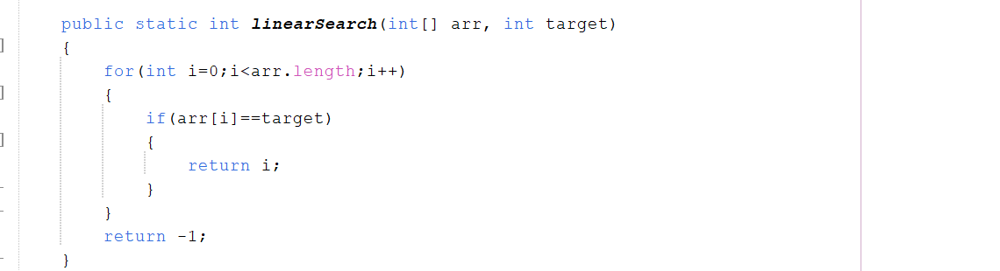 public static int linearSearch(int[] arr, int target)
{
for(int i=0;i<arr.length;i++)
{
if(arr[i]==target)
{
return i;
}
}
return -1;
}